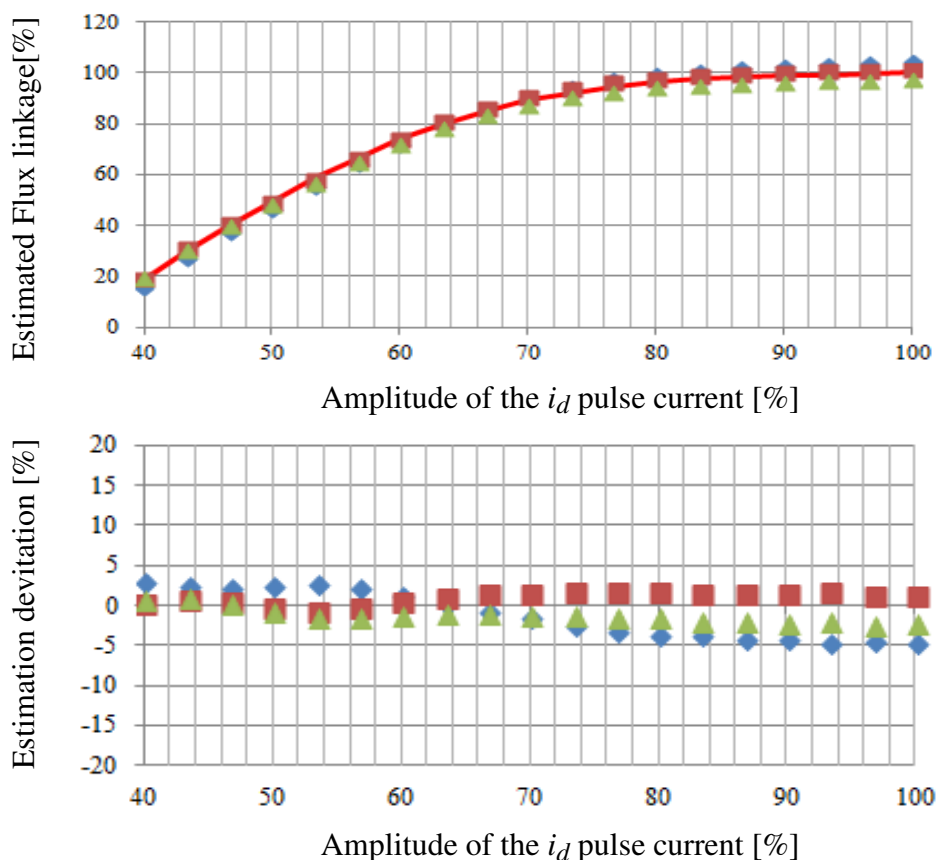 Estimated Flux linkage[%]
120
100
80
60
40
20
0
40 50 60 70 80 90 100
Amplitude of the i_d pulse current [%]
Estimation devitation [%]
20
15
10
5
0
-5
-10
-15
-20
40 50 60 70 80 90 100
Amplitude of the i_d pulse current [%]